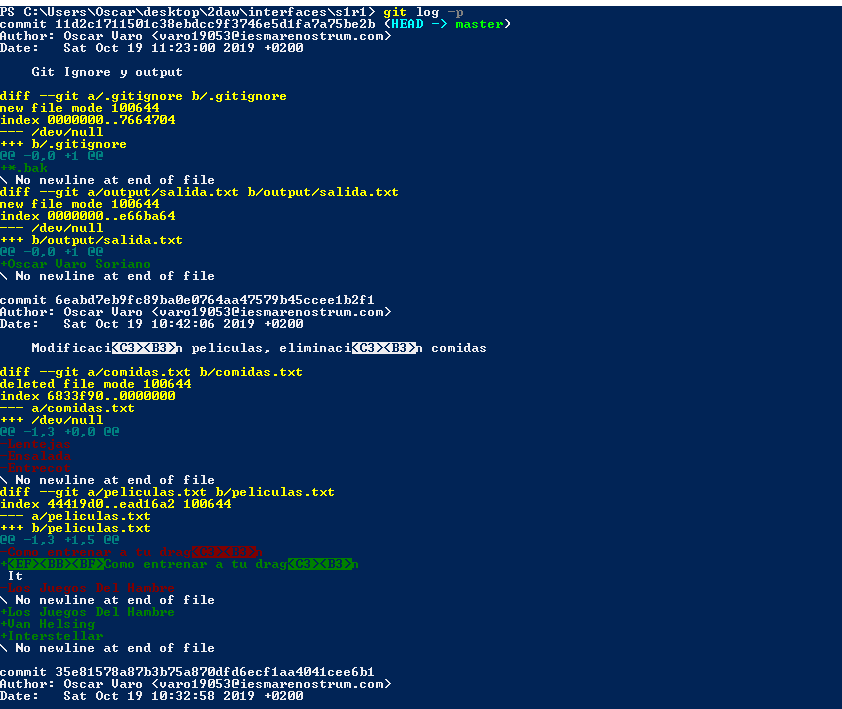 PS C:\Users\Oscar\desktop\2daw\interfaces\s1r1> git log -p
commit 11d2c1711501c38ebdcc9f3746e5d1fa7a75be2b (HEAD -> master)
Author: Oscar Varo <varo19053@iesmarenostrum.com>
Date:   Sat Oct 19 11:23:00 2019 +0200

    Git Ignore y output

diff --git a/.gitignore b/.gitignore
new file mode 100644
index 0000000..7664704
--- /dev/null
+++ b/.gitignore
@@ -0,0 +1 @@
+*.bak
\ No newline at end of file
diff --git a/output/salida.txt b/output/salida.txt
new file mode 100644
index 0000000..e66ba64
--- /dev/null
+++ b/output/salida.txt
@@ -0,0 +1 @@
+Oscar Varo Soriano
\ No newline at end of file

commit 6eabd7eb9fc89ba0e0764aa47579b45ccee1b2f1
Author: Oscar Varo <varo19053@iesmarenostrum.com>
Date:   Sat Oct 19 10:42:06 2019 +0200

    Modificaci<C3><B3>n peliculas, eliminaci<C3><B3>n comidas

diff --git a/comidas.txt b/comidas.txt
deleted file mode 100644
index 6833f90..0000000
--- a/comidas.txt
+++ /dev/null
@@ -1,3 +0,0 @@
-Lentejas
-Ensalada
-Entrecot
\ No newline at end of file
diff --git a/peliculas.txt b/peliculas.txt
index 44419d0..ead16a2 100644
--- a/peliculas.txt
+++ b/peliculas.txt
@@ -1,3 +1,5 @@
-Como entrenar a tu drag<C3><B3>n
+<EF><BB><BF>Como entrenar a tu drag<C3><B3>n
 It
-Los Juegos Del Hambre
\ No newline at end of file
+Los Juegos Del Hambre
+Van Helsing
+Interstellar
\ No newline at end of file

commit 35e81578a87b3b75a870dfd6ecf1aa4041cee6b1
Author: Oscar Varo <varo19053@iesmarenostrum.com>
Date:   Sat Oct 19 10:32:58 2019 +0200